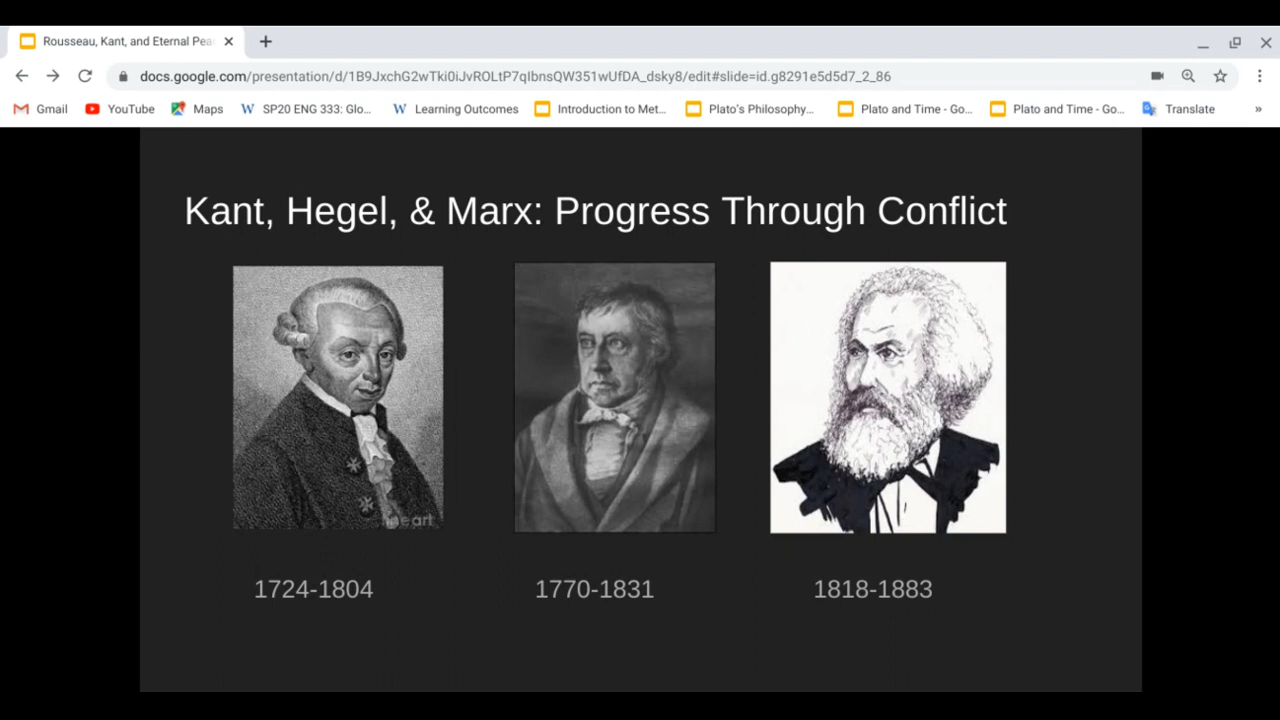 Rousseau, Kant, and Eternal Pea
docs.google.com/presentation/d/1B9JxchG2wTki0iJvROLtP7qIbnsQW351wUfDA_dsky8/edit#slide=id.g8291e5d5d7_2_86
Gmail YouTube Maps SP20 ENG 333: Glo... Learning Outcomes Introduction to Met... Plato's Philosophy... Plato and Time - Go... Plato and Time - Go... Translate »
Kant, Hegel, & Marx: Progress Through Conflict
art
1724-1804 1770-1831 1818-1883